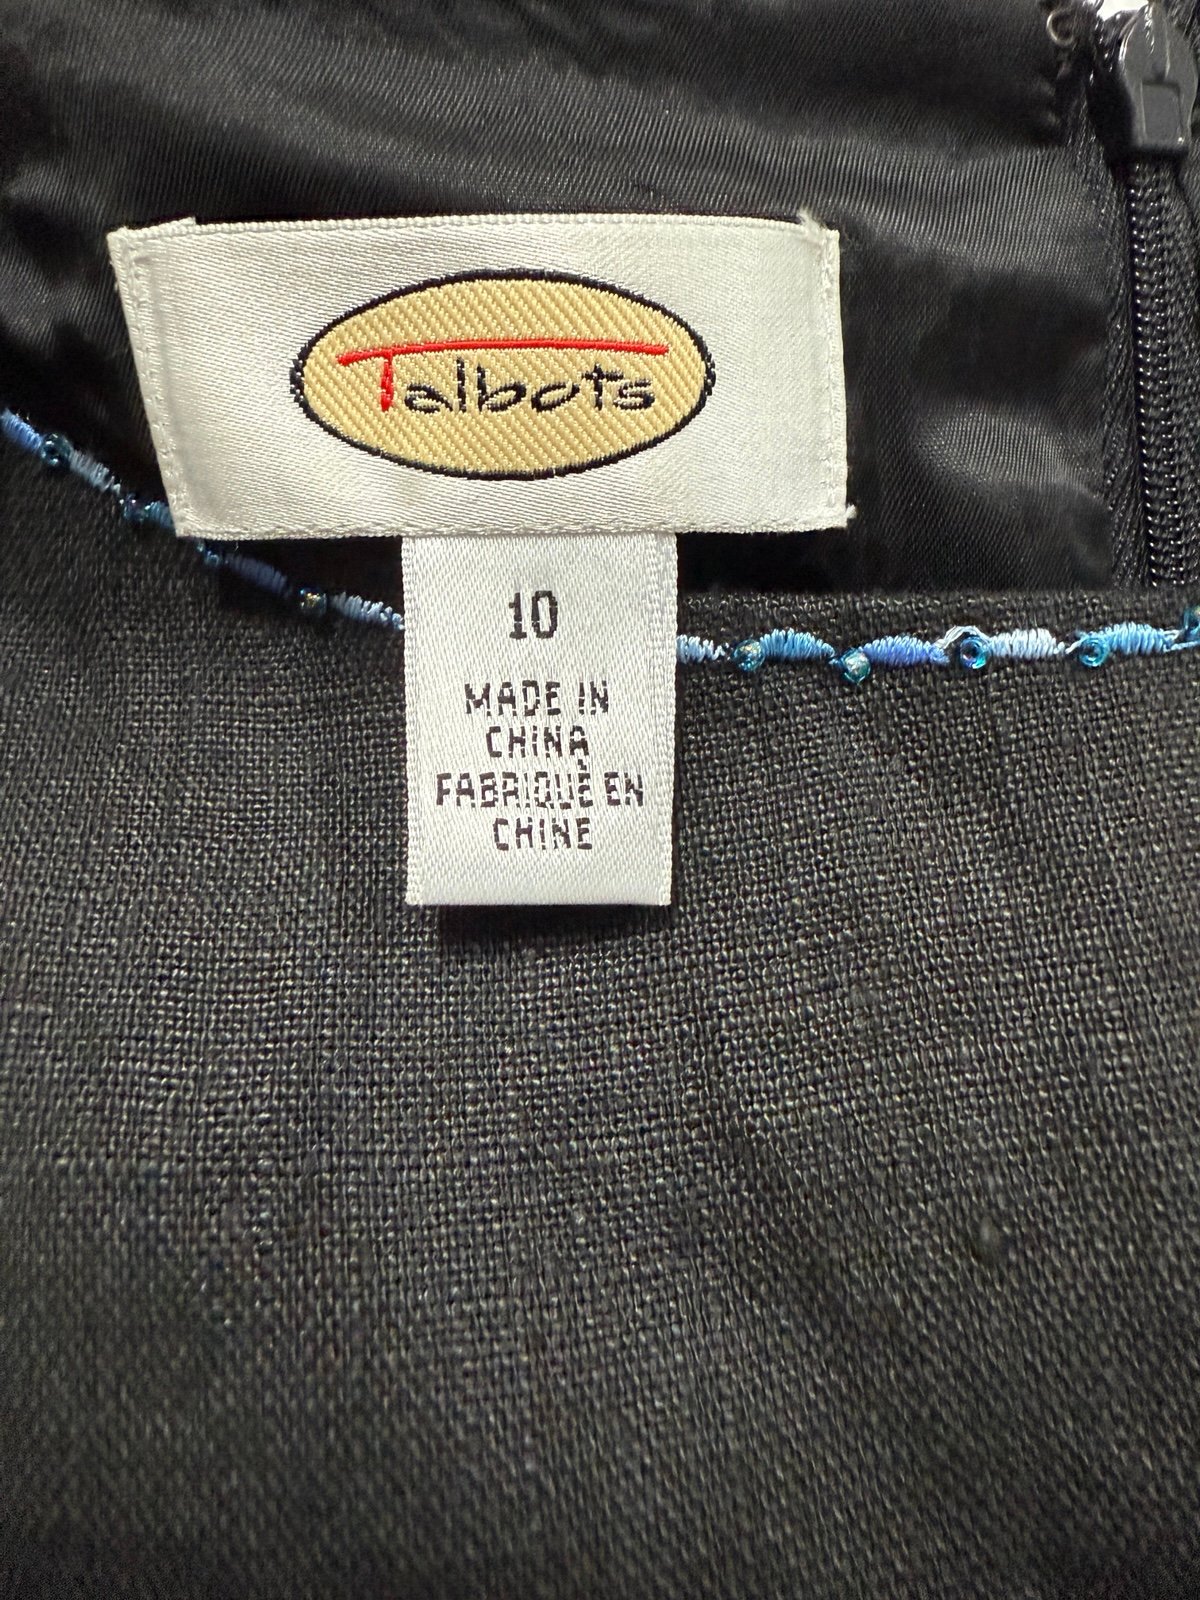 Talbots
10
MADE IN
CHINA
FABRIQUÉ EN
CHINE